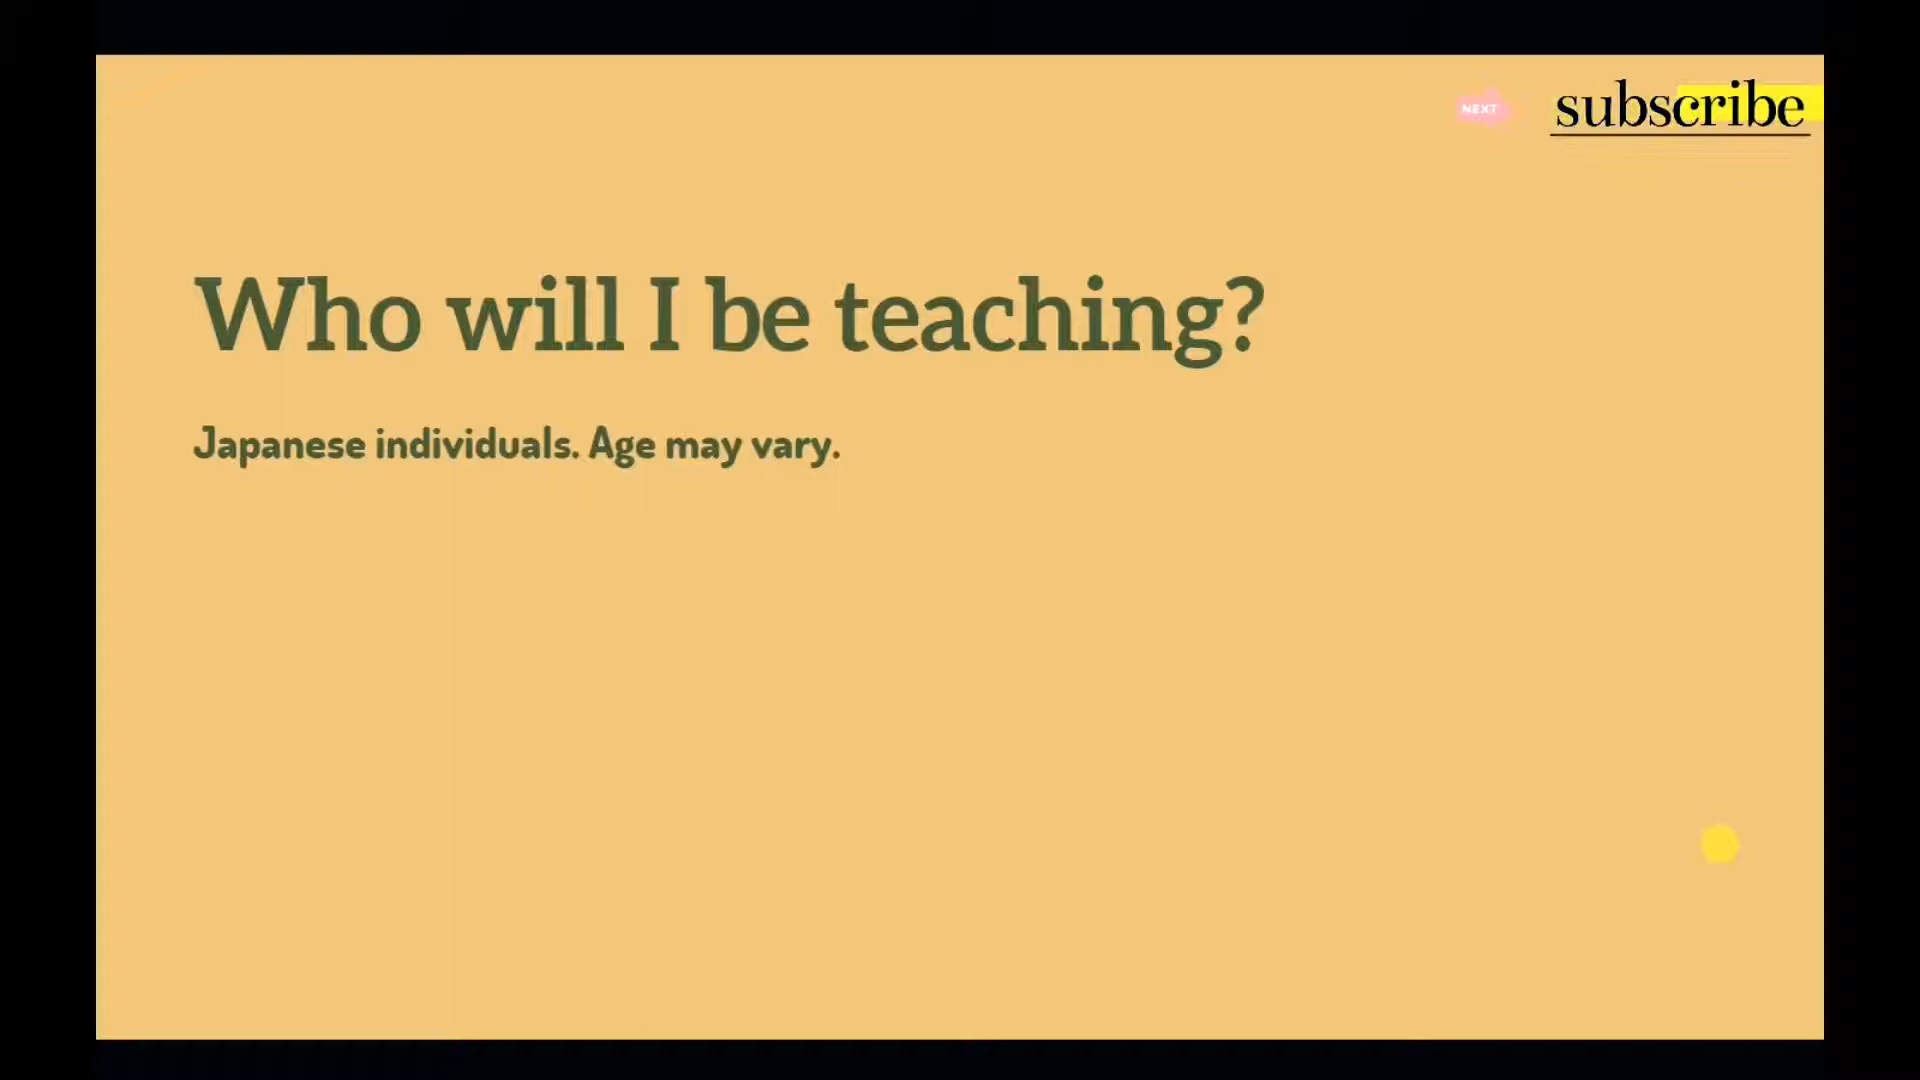 NEXT
subscribe
Who will I be teaching?
Japanese individuals. Age may vary.